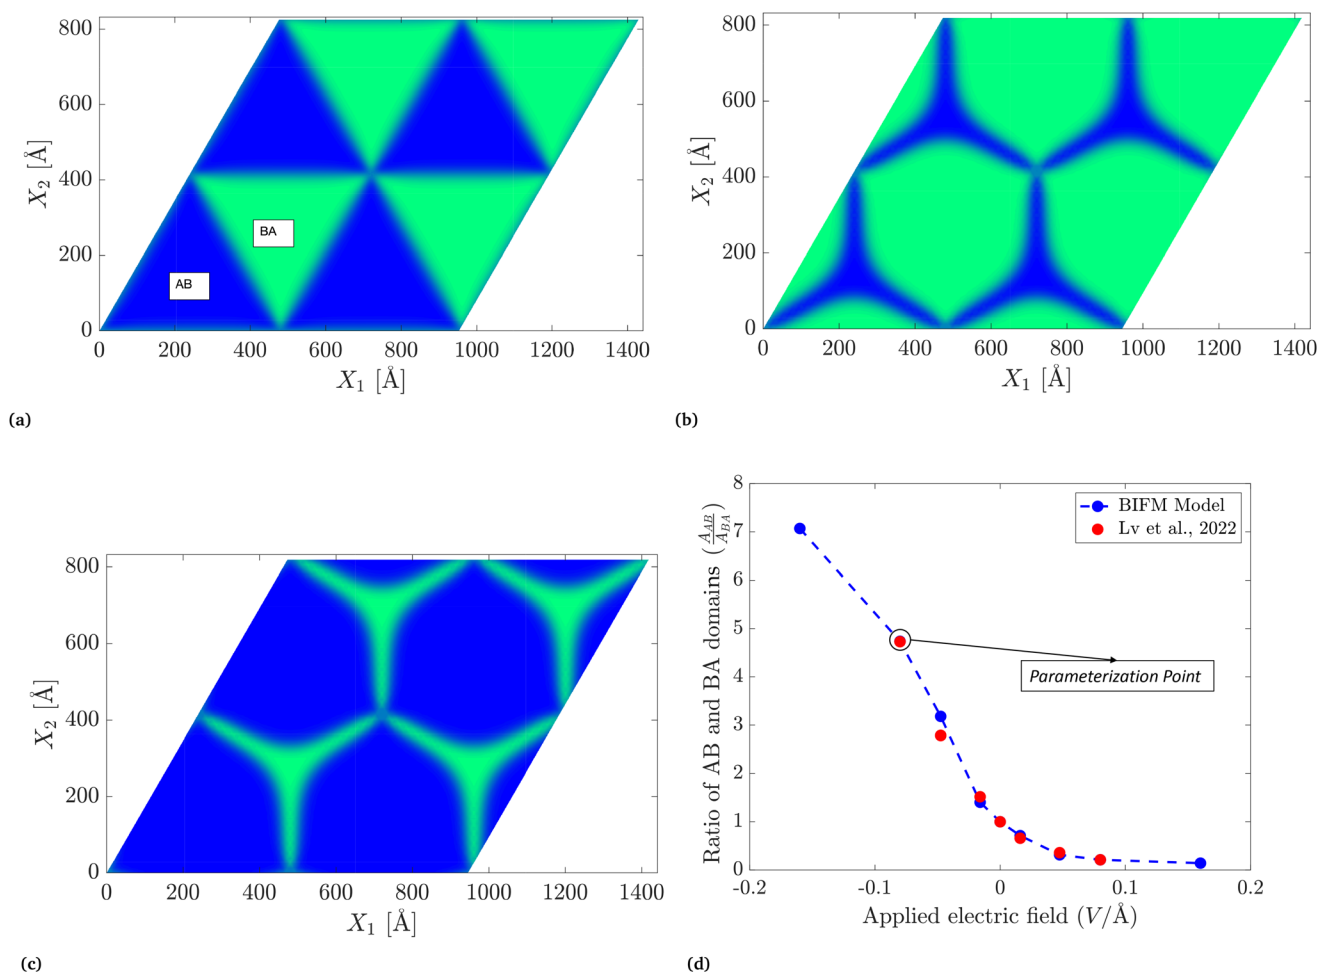 800
600
400
200
0
X₂ [Å]
BA
AB
0 200 400 600 800 1000 1200 1400
X₁ [Å]
(a)
800
600
400
200
0
X₂ [Å]
0 200 400 600 800 1000 1200 1400
X₁ [Å]
(b)
800
600
400
200
0
X₂ [Å]
0 200 400 600 800 1000 1200 1400
X₁ [Å]
(c)
8
7
6
5
4
3
2
1
0
Ratio of AB and BA domains (A_AB/A_BA)
BIFM Model
Lv et al., 2022
Parameterization Point
-0.2 -0.1 0 0.1 0.2
Applied electric field (V/Å)
(d)